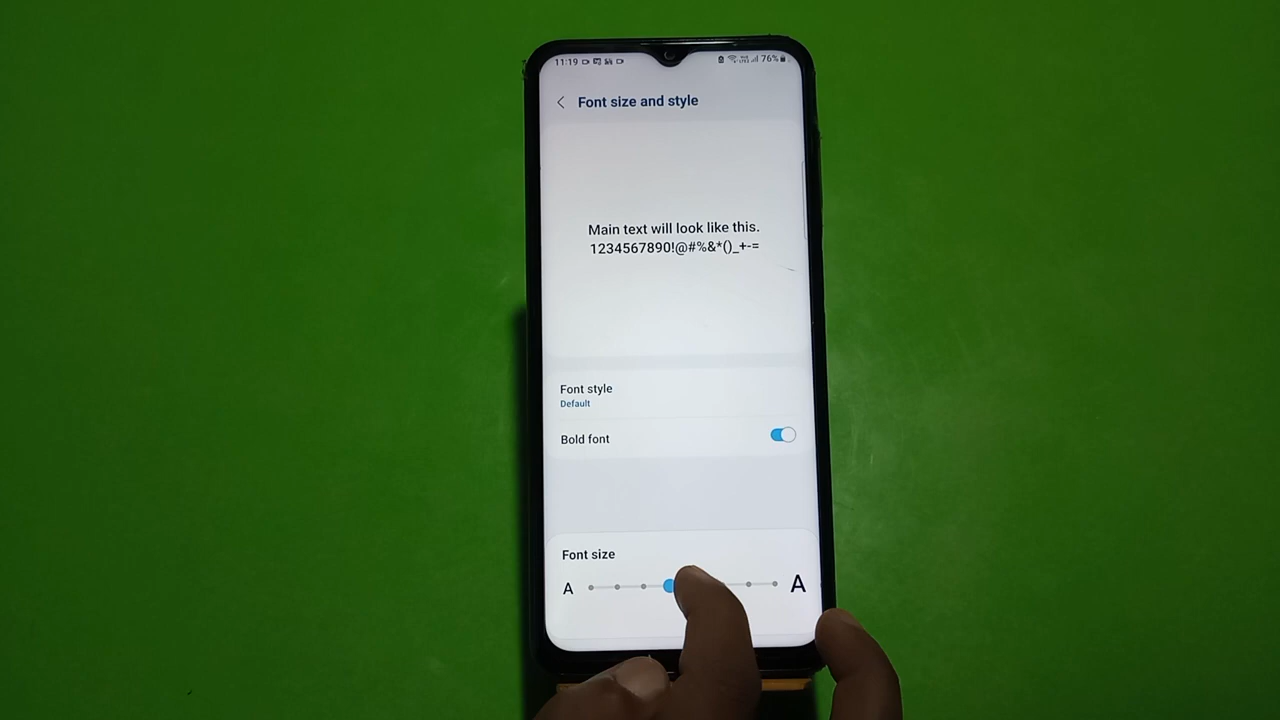 11:19
76%
Font size and style
Main text will look like this.
1234567890!@#%&*()_+-=
Font style
Default
Bold font
Font size
A
A